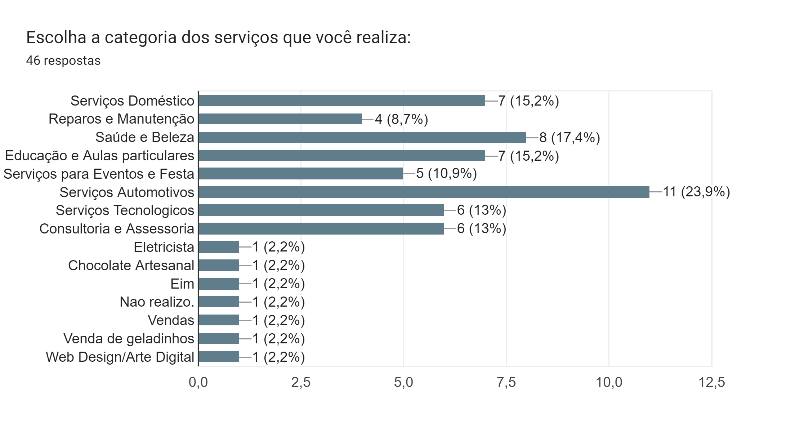 Escolha a categoria dos serviços que você realiza:
46 respostas
Serviços Doméstico 7 (15,2%)
Reparos e Manutenção 4 (8,7%)
Saúde e Beleza 8 (17,4%)
Educação e Aulas particulares 7 (15,2%)
Serviços para Eventos e Festa 5 (10,9%)
Serviços Automotivos 11 (23,9%)
Serviços Tecnologicos 6 (13%)
Consultoria e Assessoria 6 (13%)
Eletricista 1 (2,2%)
Chocolate Artesanal 1 (2,2%)
Eim 1 (2,2%)
Nao realizo. 1 (2,2%)
Vendas 1 (2,2%)
Venda de geladinhos 1 (2,2%)
Web Design/Arte Digital 1 (2,2%)
0,0 2,5 5,0 7,5 10,0 12,5